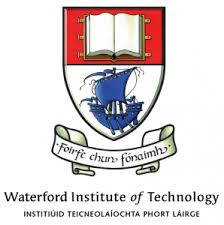 Foirfe chun fónaimh
Waterford Institute of Technology
INSTITIÚID TEICNEOLAÍOCHTA PHORT LÁIRGE